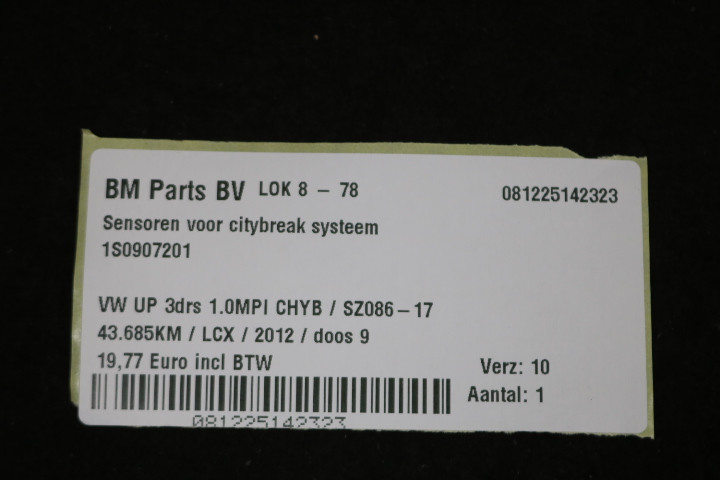 BM Parts BV LOK 8 - 78 081225142323
Sensoren voor citybreak systeem
1S0907201
VW UP 3drs 1.0MPI CHYB / SZ086-17
43.685KM / LCX / 2012 / doos 9
19,77 Euro incl BTW Verz: 10
Aantal: 1
081225142323